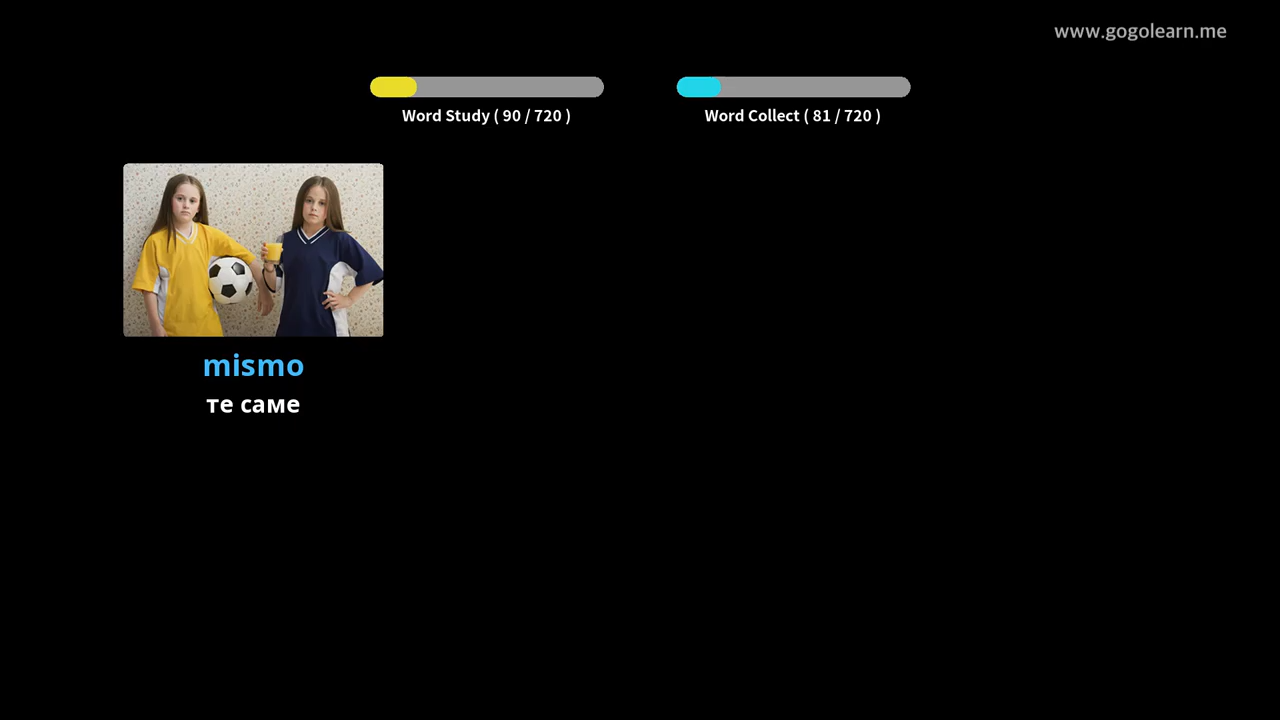 www.gogolearn.me
Word Study ( 90 / 720 )
Word Collect ( 81 / 720 )
mismo
те саме